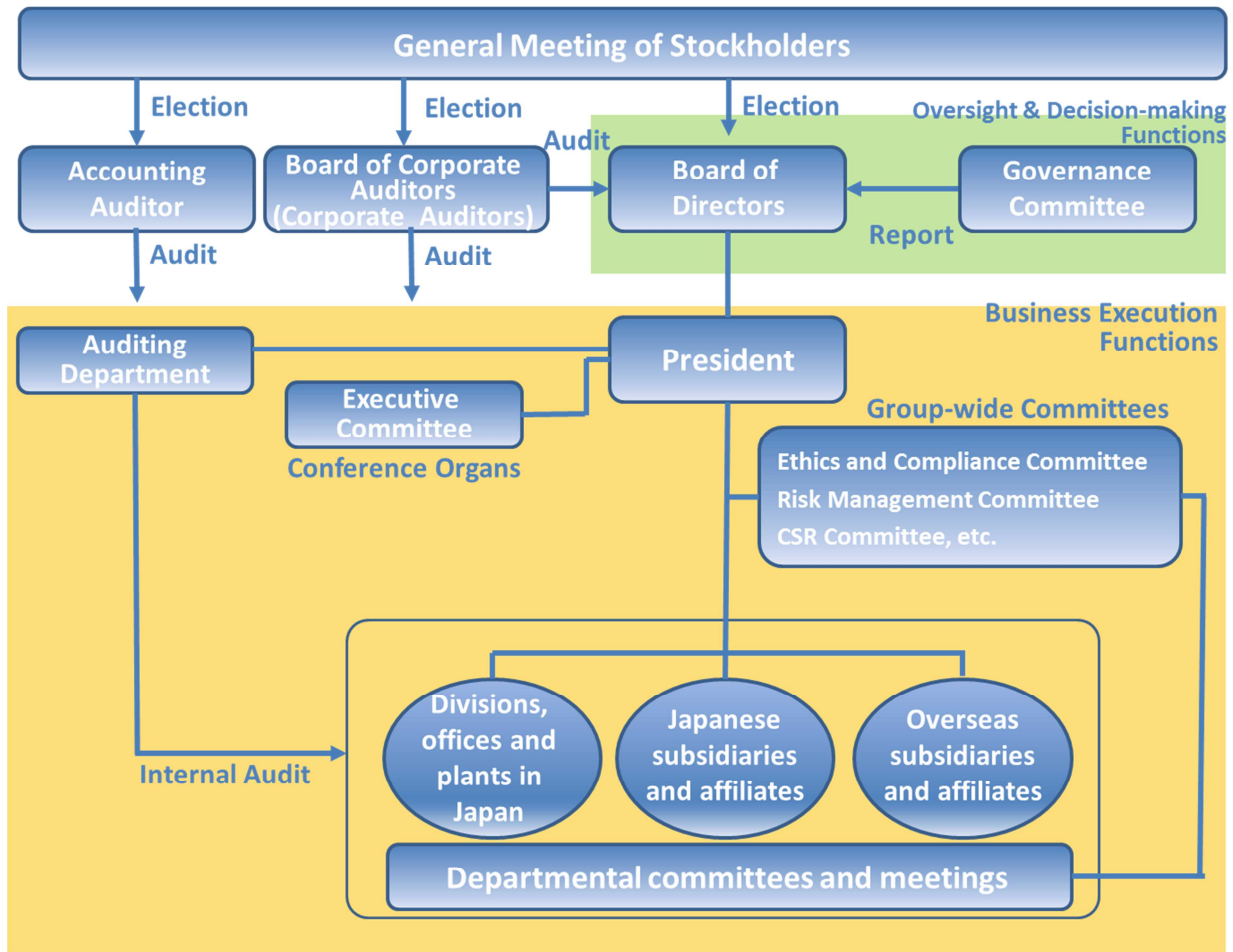 General Meeting of Stockholders
Election
Election
Election
Oversight & Decision-making
Functions
Audit
Accounting
Auditor
Board of Corporate
Auditors
(Corporate Auditors)
Board of
Directors
Governance
Committee
Report
Audit
Audit
Business Execution
Functions
Auditing
Department
President
Executive
Committee
Conference Organs
Group-wide Committees
Ethics and Compliance Committee
Risk Management Committee
CSR Committee, etc.
Divisions,
offices and
plants in
Japan
Japanese
subsidiaries
and affiliates
Overseas
subsidiaries
and affiliates
Internal Audit
Departmental committees and meetings